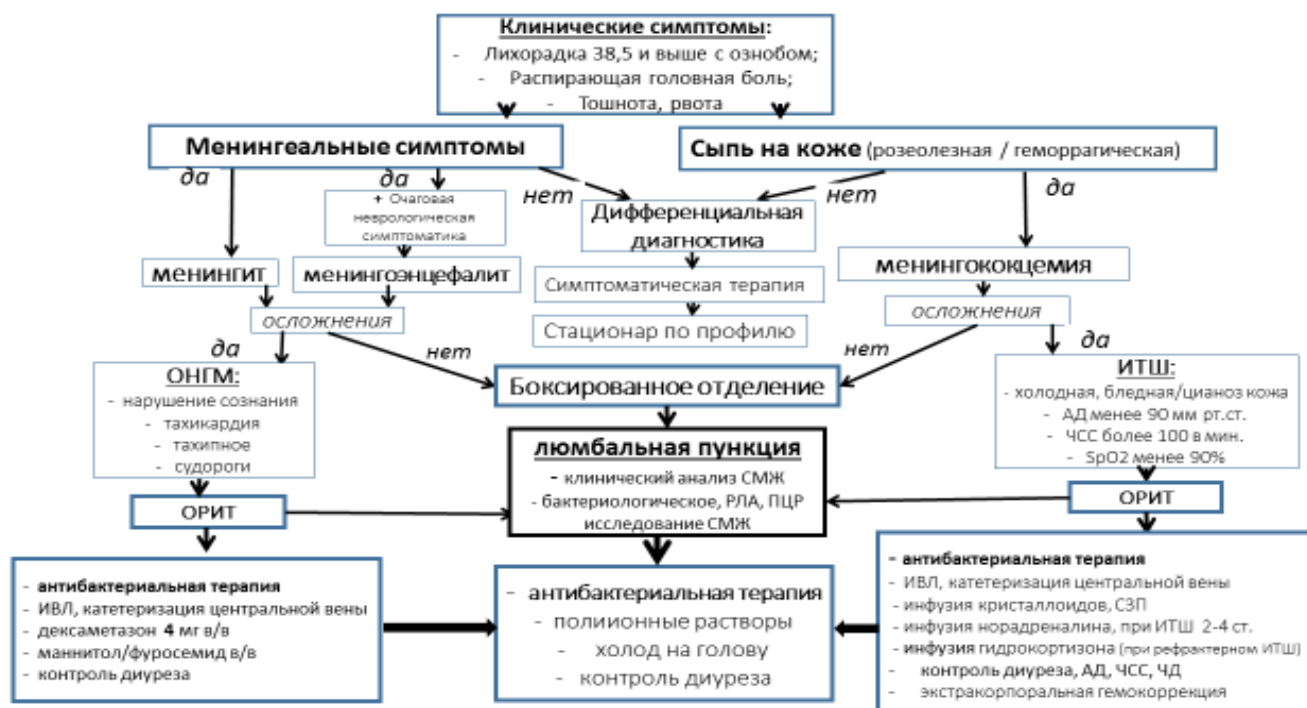 Клинические симптомы:
- Лихорадка 38,5 и выше с ознобом;
- Распирающая головная боль;
- Тошнота, рвота
Менингеальные симптомы
Сыпь на коже (розеолезная / геморрагическая)
да
да
нет
нет
да
+ Очаговая
неврологическая
симптоматика
Дифференциальная
диагностика
менингит
менингоэнцефалит
Симптоматическая терапия
менингококцемия
осложнения
Стационар по профилю
осложнения
да
нет
нет
да
ОНГМ:
- нарушение сознания
- тахикардия
- тахипное
- судороги
Боксированное отделение
ИТШ:
- холодная, бледная/цианоз кожа
- АД менее 90 мм рт.ст.
- ЧСС более 100 в мин.
- SpO2 менее 90%
люмбальная пункция
- клинический анализ СМЖ
- бактериологическое, РЛА, ПЦР
исследование СМЖ
ОРИТ
ОРИТ
- антибактериальная терапия
- ИВЛ, катетеризация центральной вены
- дексаметазон 4 мг в/в
- маннитол/фуросемид в/в
- контроль диуреза
- антибактериальная терапия
- полиионные растворы
- холод на голову
- контроль диуреза
- антибактериальная терапия
- ИВЛ, катетеризация центральной вены
- инфузия кристаллоидов, СЗП
- инфузия норадреналина, при ИТШ 2-4 ст.
- инфузия гидрокортизона (при рефрактерном ИТШ)
- контроль диуреза, АД, ЧСС, ЧД
- экстракорпоральная гемокоррекция